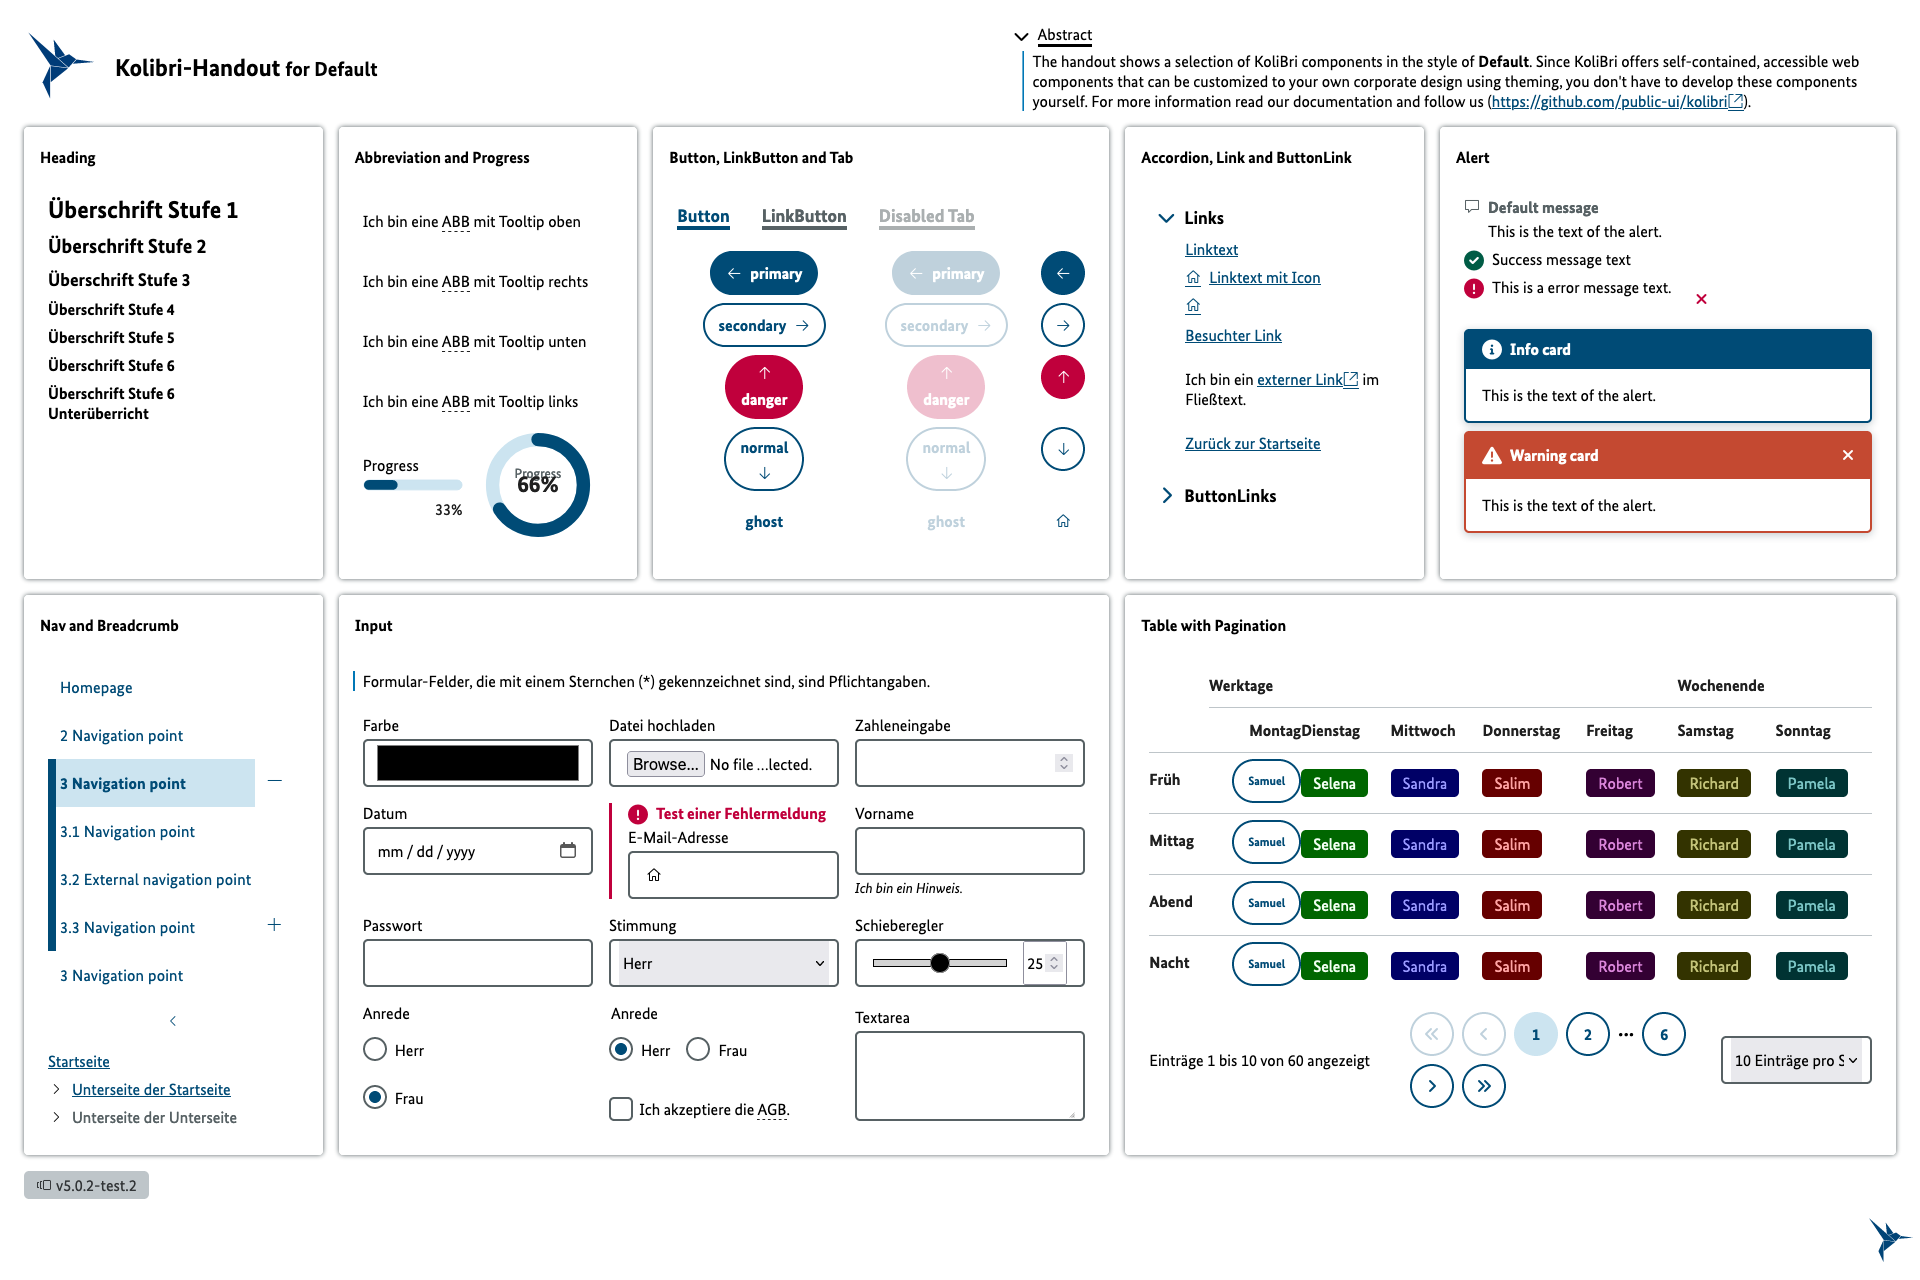 Kolibri-Handout for Default
Abstract
The handout shows a selection of KoliBri components in the style of Default. Since KoliBri offers self-contained, accessible web
components that can be customized to your own corporate design using theming, you don't have to develop these components
yourself. For more information read our documentation and follow us (https://github.com/public-ui/kolibri).
Heading
Überschrift Stufe 1
Überschrift Stufe 2
Überschrift Stufe 3
Überschrift Stufe 4
Überschrift Stufe 5
Überschrift Stufe 6
Überschrift Stufe 6
Unterüberricht
Abbreviation and Progress
Ich bin eine ABB mit Tooltip oben
Ich bin eine ABB mit Tooltip rechts
Ich bin eine ABB mit Tooltip unten
Ich bin eine ABB mit Tooltip links
Progress
33%
Progress
66%
Button, LinkButton and Tab
Button LinkButton Disabled Tab
primary primary
secondary secondary
danger danger
normal normal
ghost ghost
Accordion, Link and ButtonLink
Links
Linktext
Linktext mit Icon
Besuchter Link
Ich bin ein externer Link im
Fließtext.
Zurück zur Startseite
ButtonLinks
Alert
Default message
This is the text of the alert.
Success message text
This is a error message text.
Info card
This is the text of the alert.
Warning card
This is the text of the alert.
Nav and Breadcrumb
Homepage
2 Navigation point
3 Navigation point
3.1 Navigation point
3.2 External navigation point
3.3 Navigation point
3 Navigation point
Startseite
Unterseite der Startseite
Unterseite der Unterseite
Input
Formular-Felder, die mit einem Sternchen (*) gekennzeichnet sind, sind Pflichtangaben.
Farbe
Datei hochladen
Browse... No file ...lected.
Zahleneingabe
Datum
mm / dd / yyyy
Test einer Fehlermeldung
E-Mail-Adresse
Vorname
Ich bin ein Hinweis.
Passwort
Stimmung
Herr
Schieberegler
25
Anrede
Herr
Frau
Anrede
Herr Frau
Ich akzeptiere die AGB.
Textarea
Table with Pagination
Werktage Wochenende
Montag Dienstag Mittwoch Donnerstag Freitag Samstag Sonntag
Früh Samuel Selena Sandra Salim Robert Richard Pamela
Mittag Samuel Selena Sandra Salim Robert Richard Pamela
Abend Samuel Selena Sandra Salim Robert Richard Pamela
Nacht Samuel Selena Sandra Salim Robert Richard Pamela
Einträge 1 bis 10 von 60 angezeigt
1 2 ··· 6
10 Einträge pro S
v5.0.2-test.2